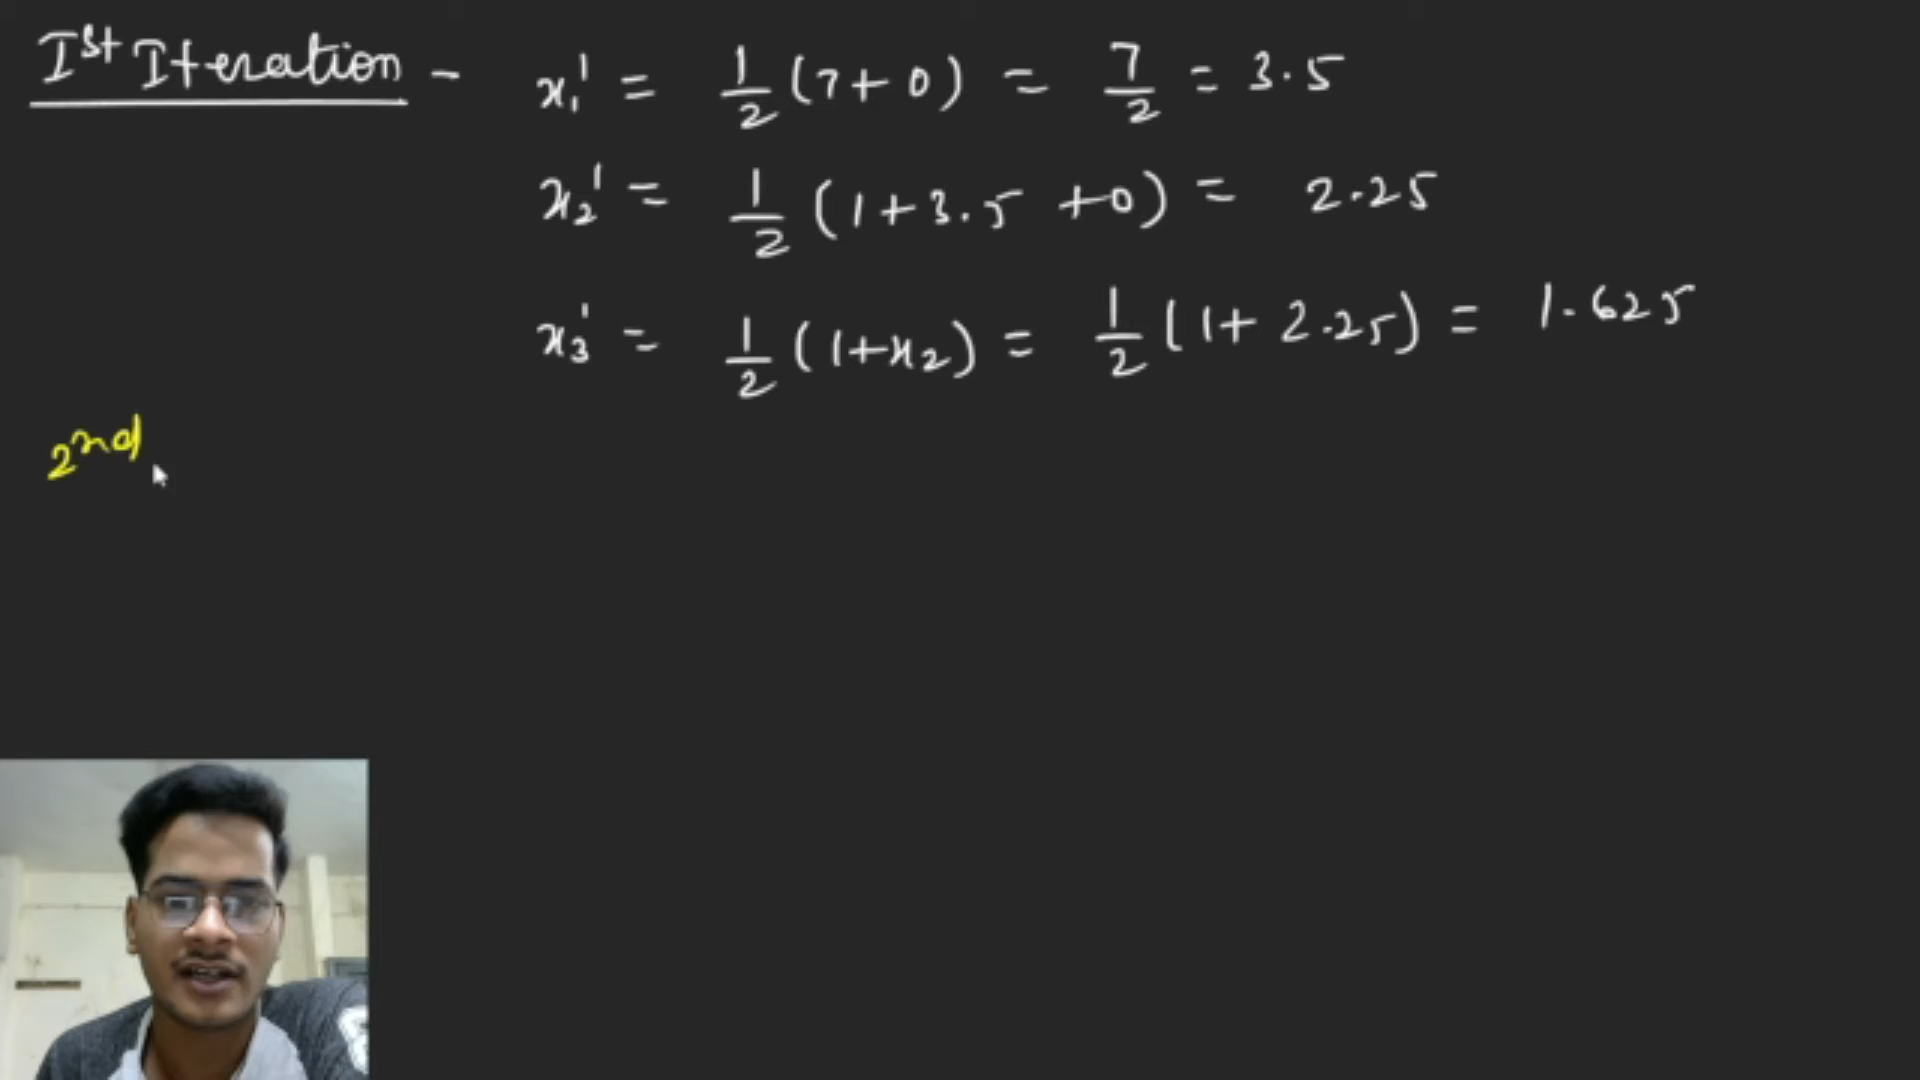 Ist Iteration - x₁¹ = 1/2 (7+0) = 7/2 = 3.5
x₂¹ = 1/2 (1+3.5+0) = 2.25
x₃¹ = 1/2 (1+x₂) = 1/2 (1+2.25) = 1.625
2nd